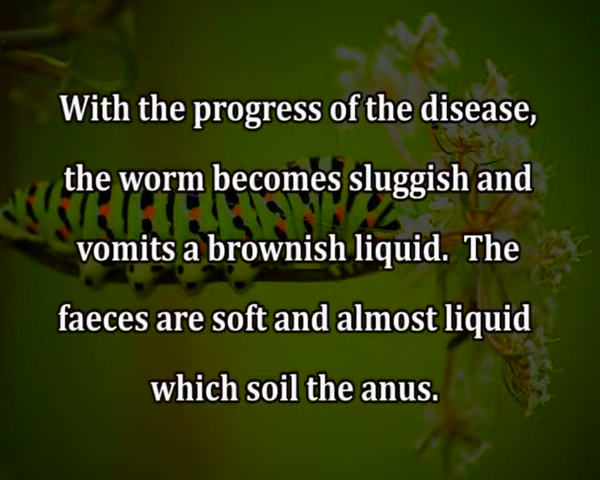 With the progress of the disease,
the worm becomes sluggish and
vomits a brownish liquid.  The
faeces are soft and almost liquid
which soil the anus.